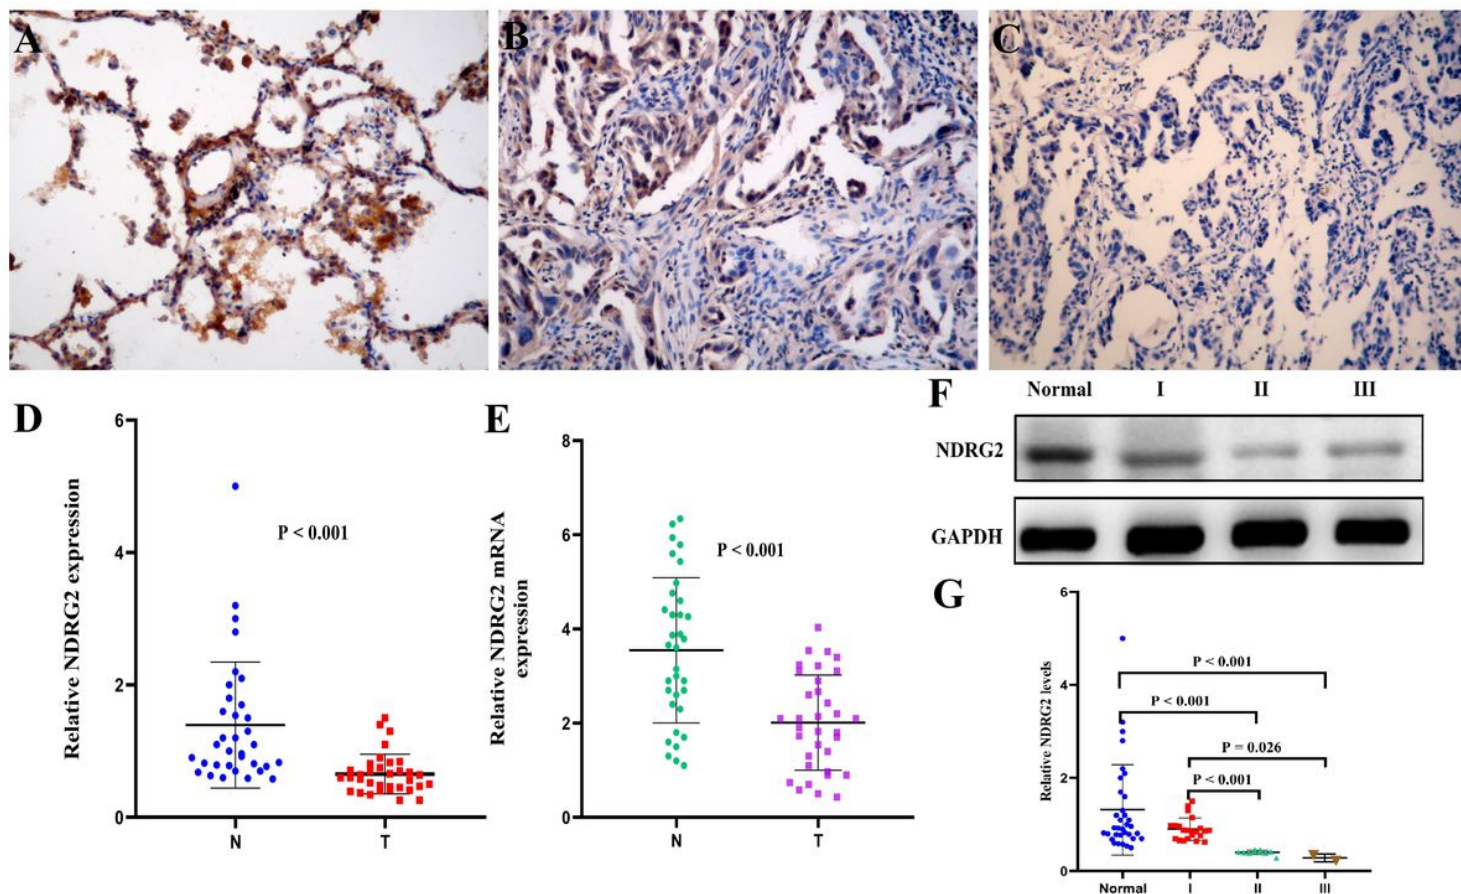 A
B
C
D
6
4
2
0
Relative NDRG2 expression
P < 0.001
N
T
E
8
6
4
2
0
Relative NDRG2 mRNA
expression
P < 0.001
N
T
F
Normal
I
II
III
NDRG2
GAPDH
G
6
4
2
0
Relative NDRG2 levels
P < 0.001
P < 0.001
P = 0.026
P < 0.001
Normal
I
II
III